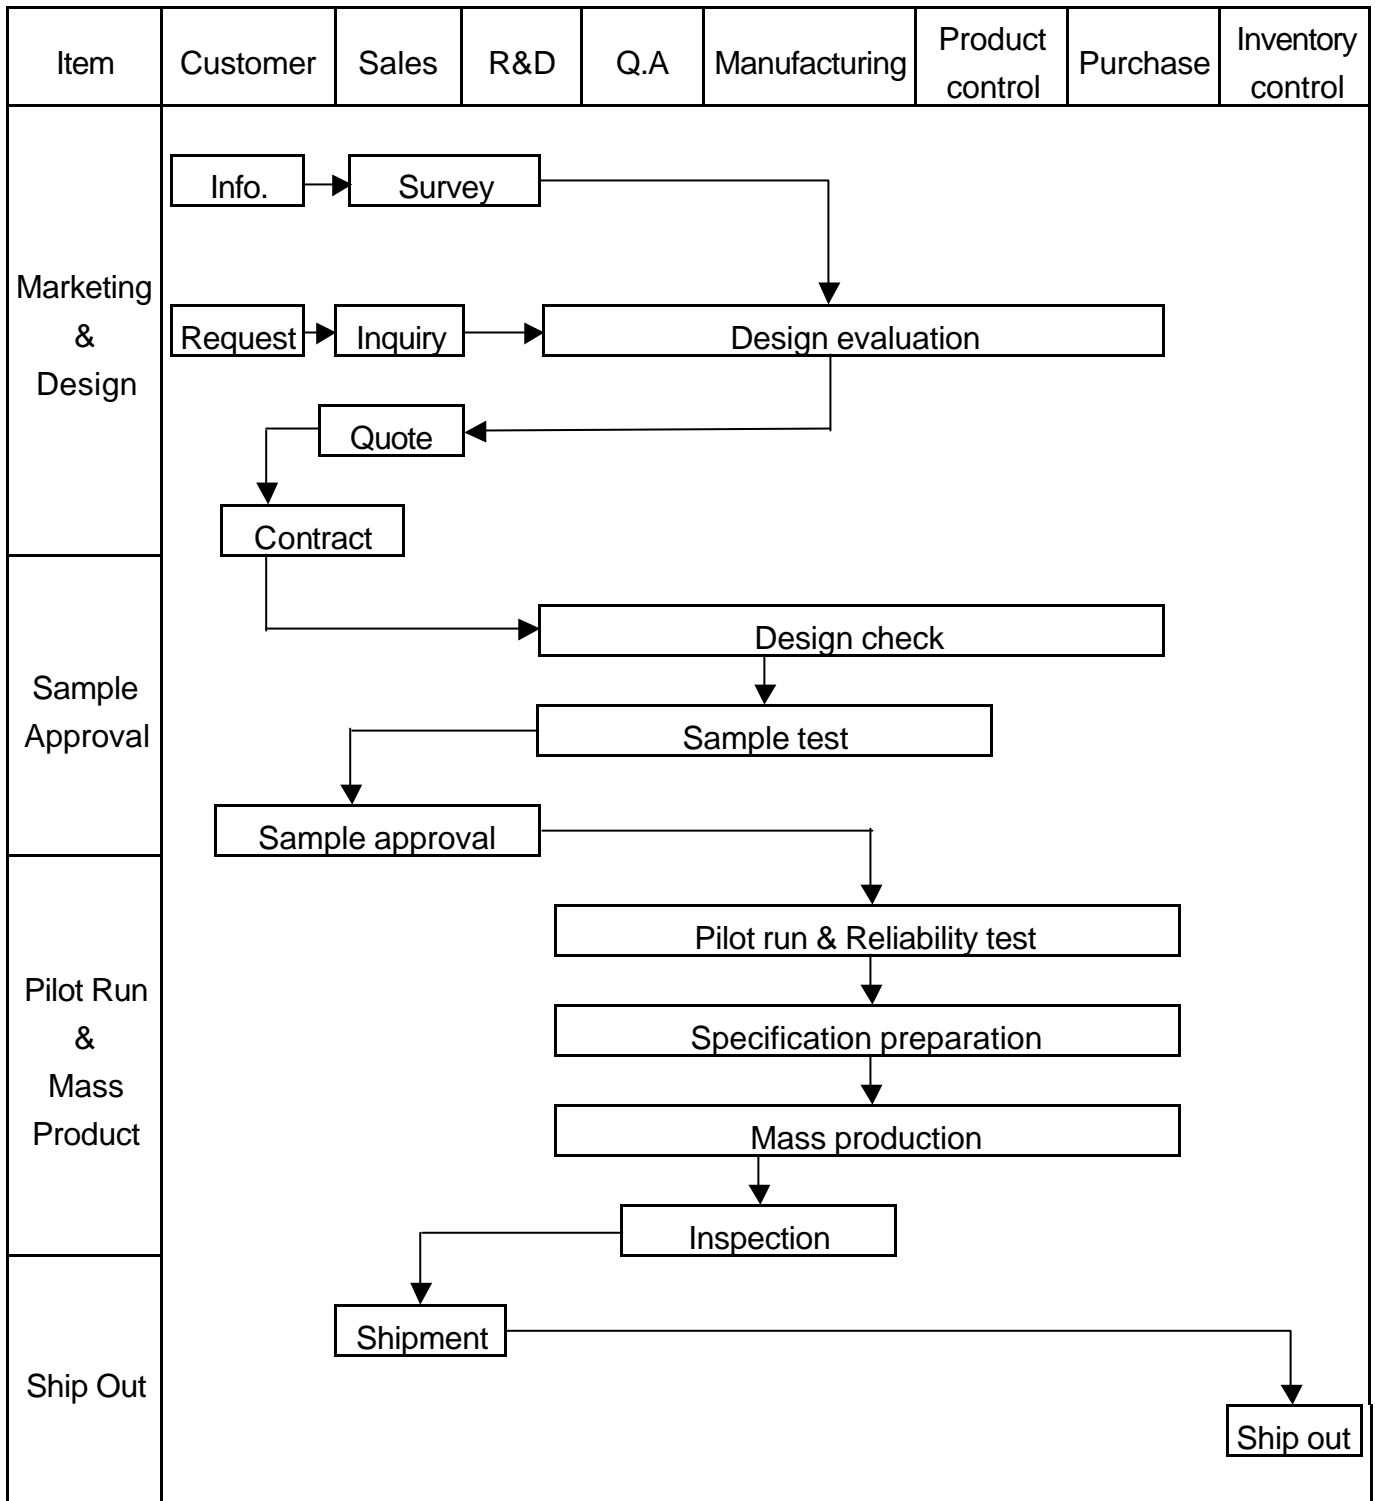 Item
Customer
Sales
R&D
Q.A
Manufacturing
Product
control
Purchase
Inventory
control
Marketing
&
Design
Info.
Survey
Request
Inquiry
Design evaluation
Quote
Contract
Sample
Approval
Design check
Sample test
Sample approval
Pilot Run
&
Mass
Product
Pilot run & Reliability test
Specification preparation
Mass production
Inspection
Ship Out
Shipment
Ship out